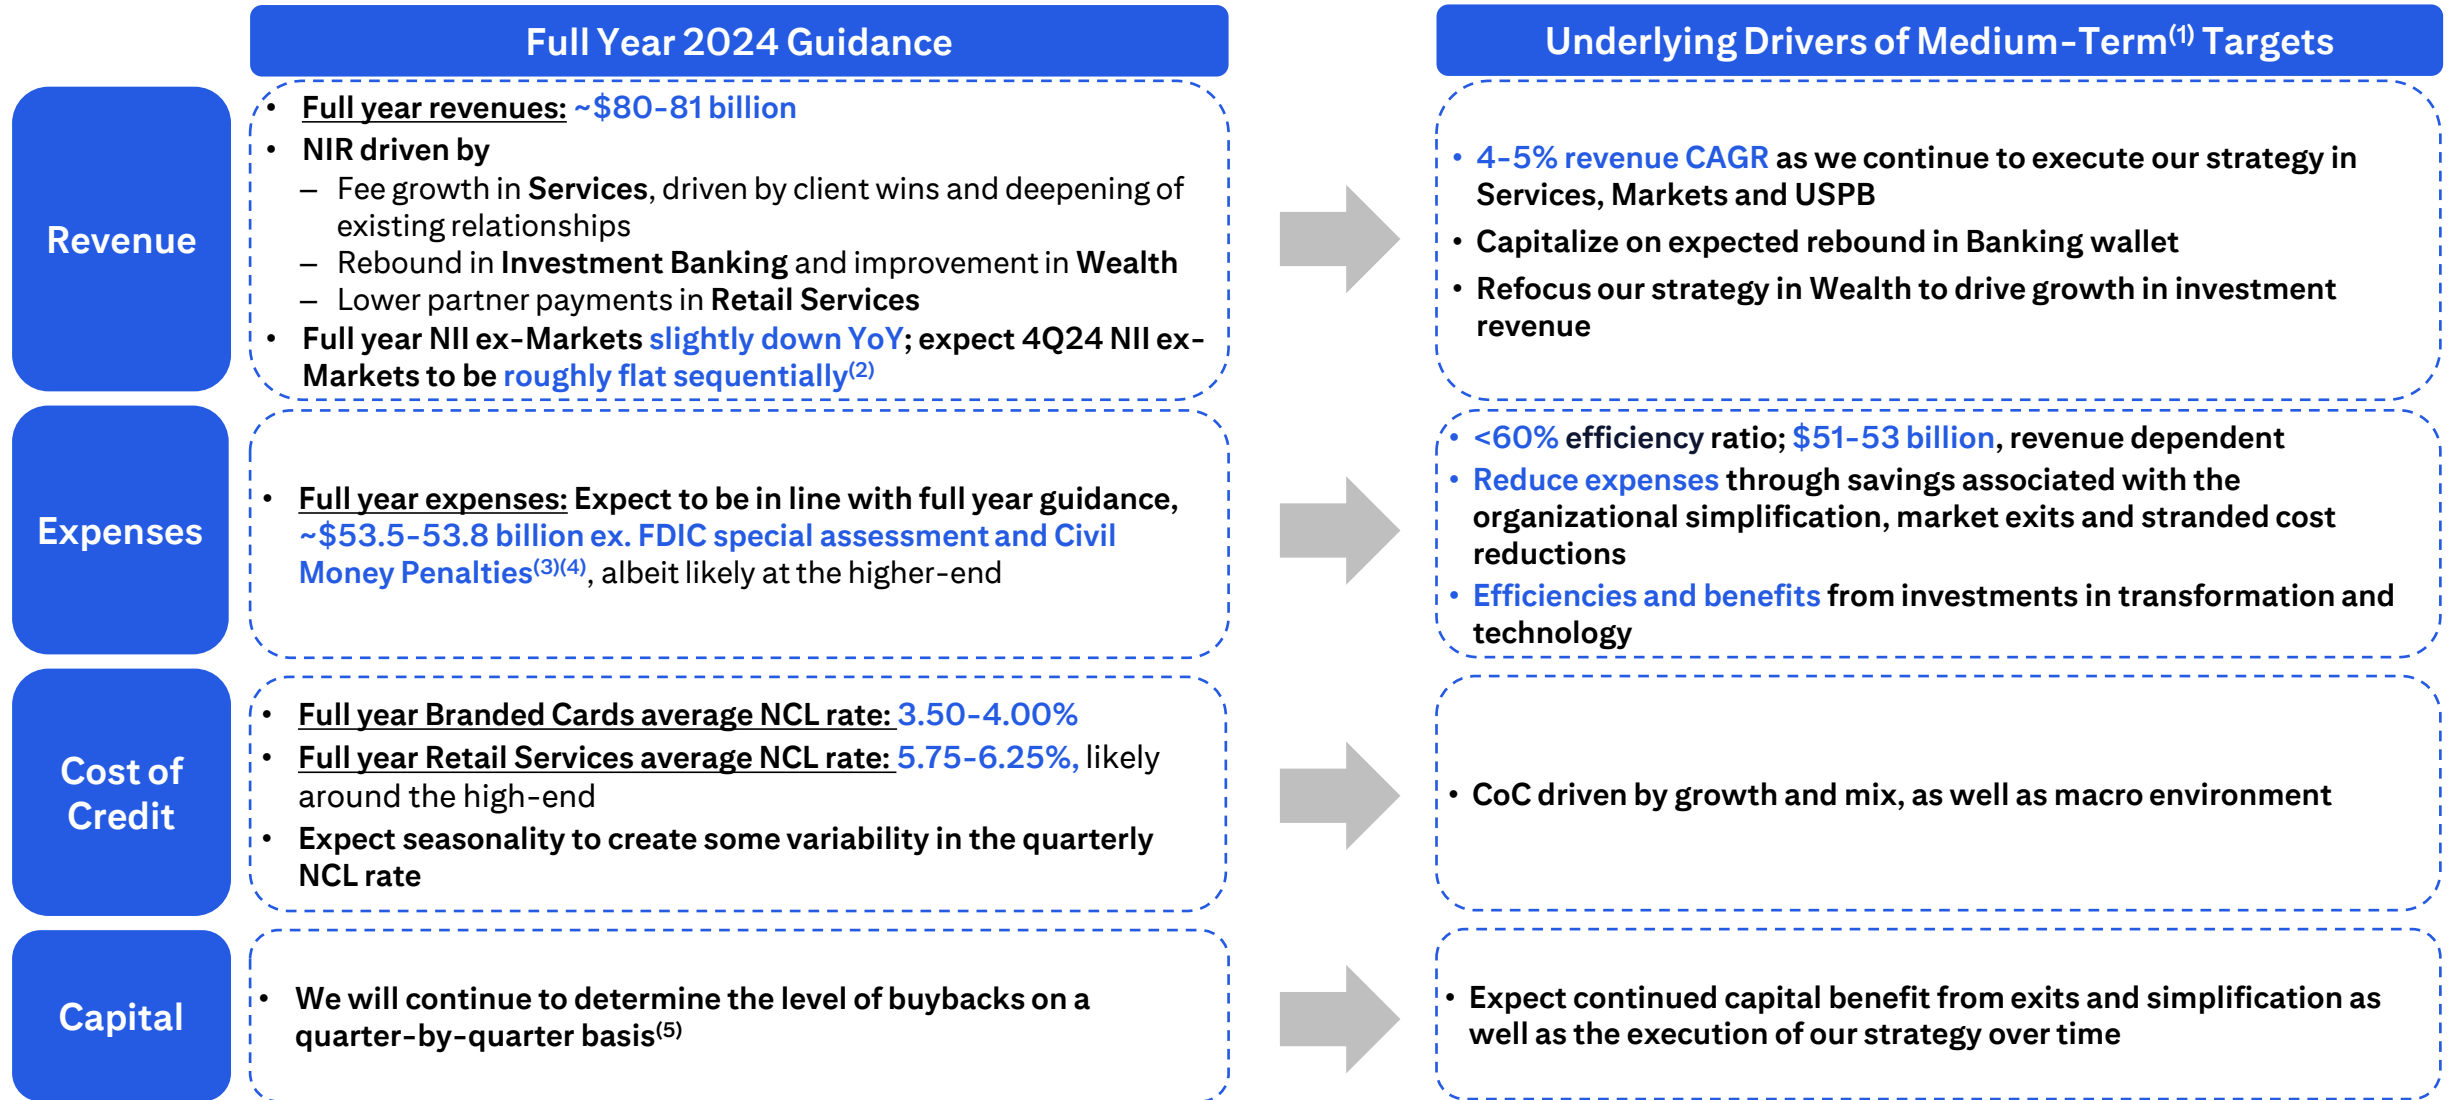 Full Year 2024 Guidance
Underlying Drivers of Medium-Term(1) Targets
Revenue
• Full year revenues: ~$80-81 billion
• NIR driven by
– Fee growth in Services, driven by client wins and deepening of
existing relationships
– Rebound in Investment Banking and improvement in Wealth
– Lower partner payments in Retail Services
• Full year NII ex-Markets slightly down YoY; expect 4Q24 NII ex-
Markets to be roughly flat sequentially(2)
• 4-5% revenue CAGR as we continue to execute our strategy in
Services, Markets and USPB
• Capitalize on expected rebound in Banking wallet
• Refocus our strategy in Wealth to drive growth in investment
revenue
Expenses
• Full year expenses: Expect to be in line with full year guidance,
~$53.5-53.8 billion ex. FDIC special assessment and Civil
Money Penalties(3)(4), albeit likely at the higher-end
• <60% efficiency ratio; $51-53 billion, revenue dependent
• Reduce expenses through savings associated with the
organizational simplification, market exits and stranded cost
reductions
• Efficiencies and benefits from investments in transformation and
technology
Cost of
Credit
• Full year Branded Cards average NCL rate: 3.50-4.00%
• Full year Retail Services average NCL rate: 5.75-6.25%, likely
around the high-end
• Expect seasonality to create some variability in the quarterly
NCL rate
• CoC driven by growth and mix, as well as macro environment
Capital
• We will continue to determine the level of buybacks on a
quarter-by-quarter basis(5)
• Expect continued capital benefit from exits and simplification as
well as the execution of our strategy over time